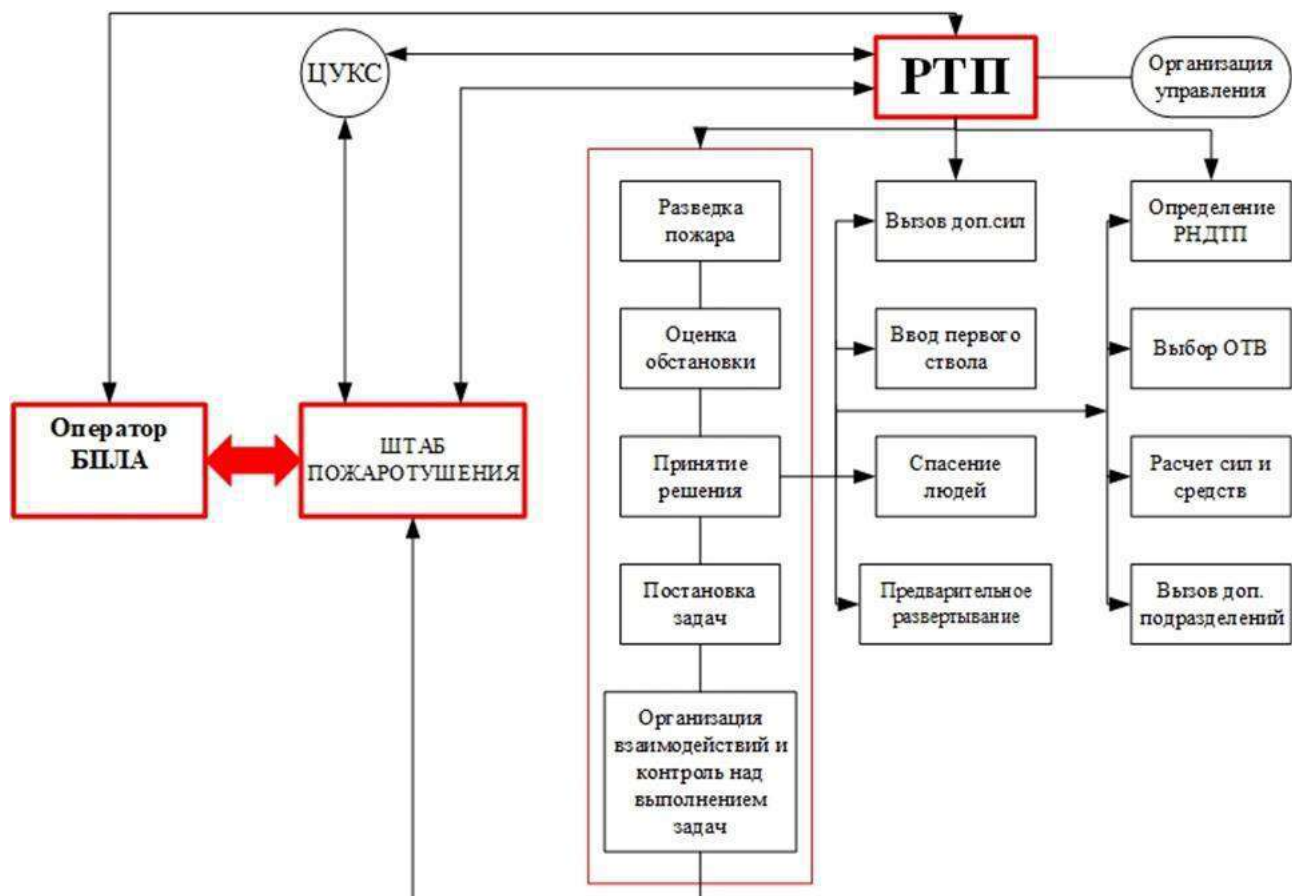 ЦУКС
РТП
Организация
управления
Разведка
пожара
Вызов доп.сил
Определение
РНДТП
Оценка
обстановки
Ввод первого
ствола
Выбор ОТВ
Оператор
БПЛА
ШТАБ
ПОЖАРОТУШЕНИЯ
Принятие
решения
Спасение
людей
Расчет сил и
средств
Постановка
задач
Предварительное
развертывание
Вызов доп.
подразделений
Организация
взаимодействий и
контроль над
выполнением
задач